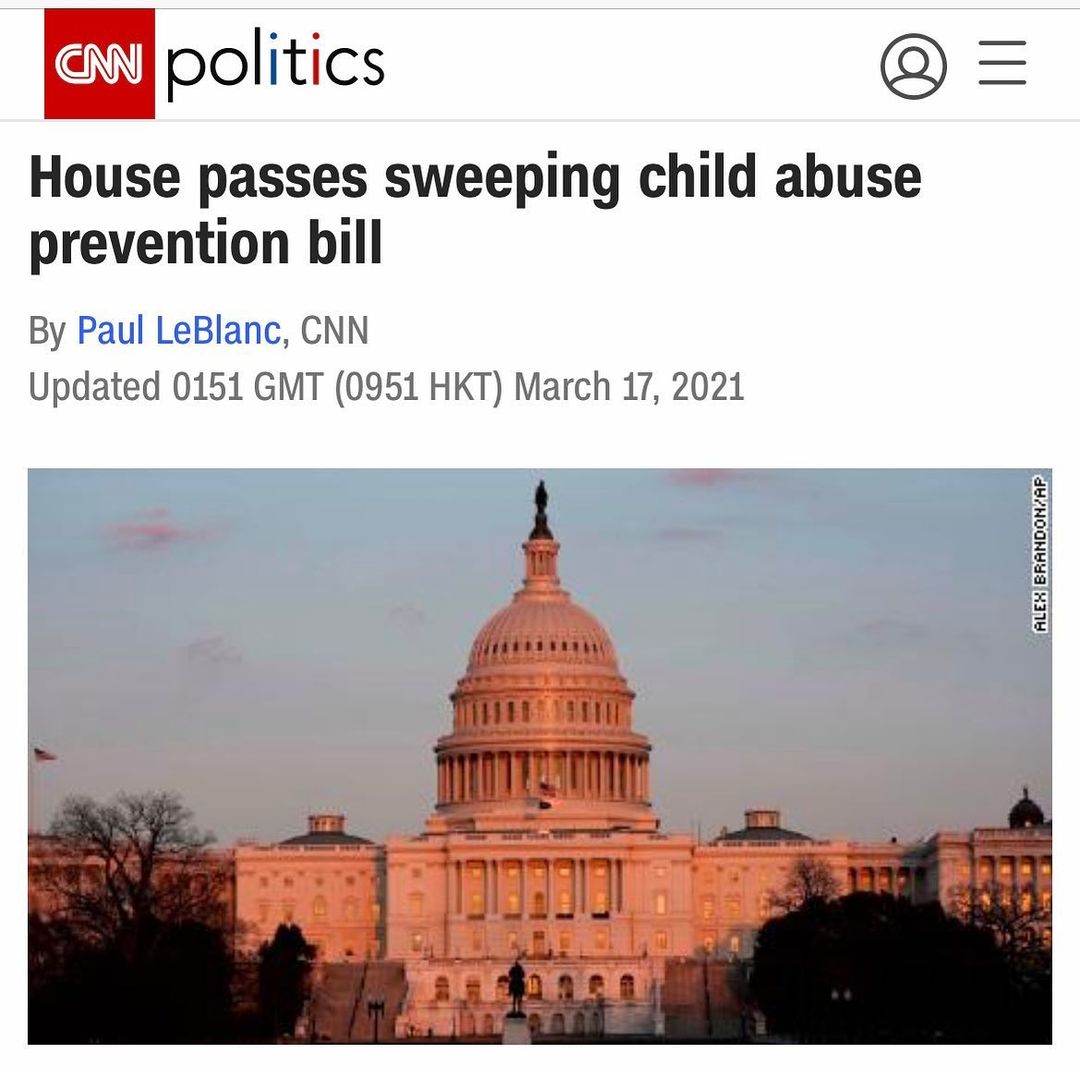 CNN politics
House passes sweeping child abuse
prevention bill
By Paul LeBlanc, CNN
Updated 0151 GMT (0951 HKT) March 17, 2021
ALEX BRANDON/AP